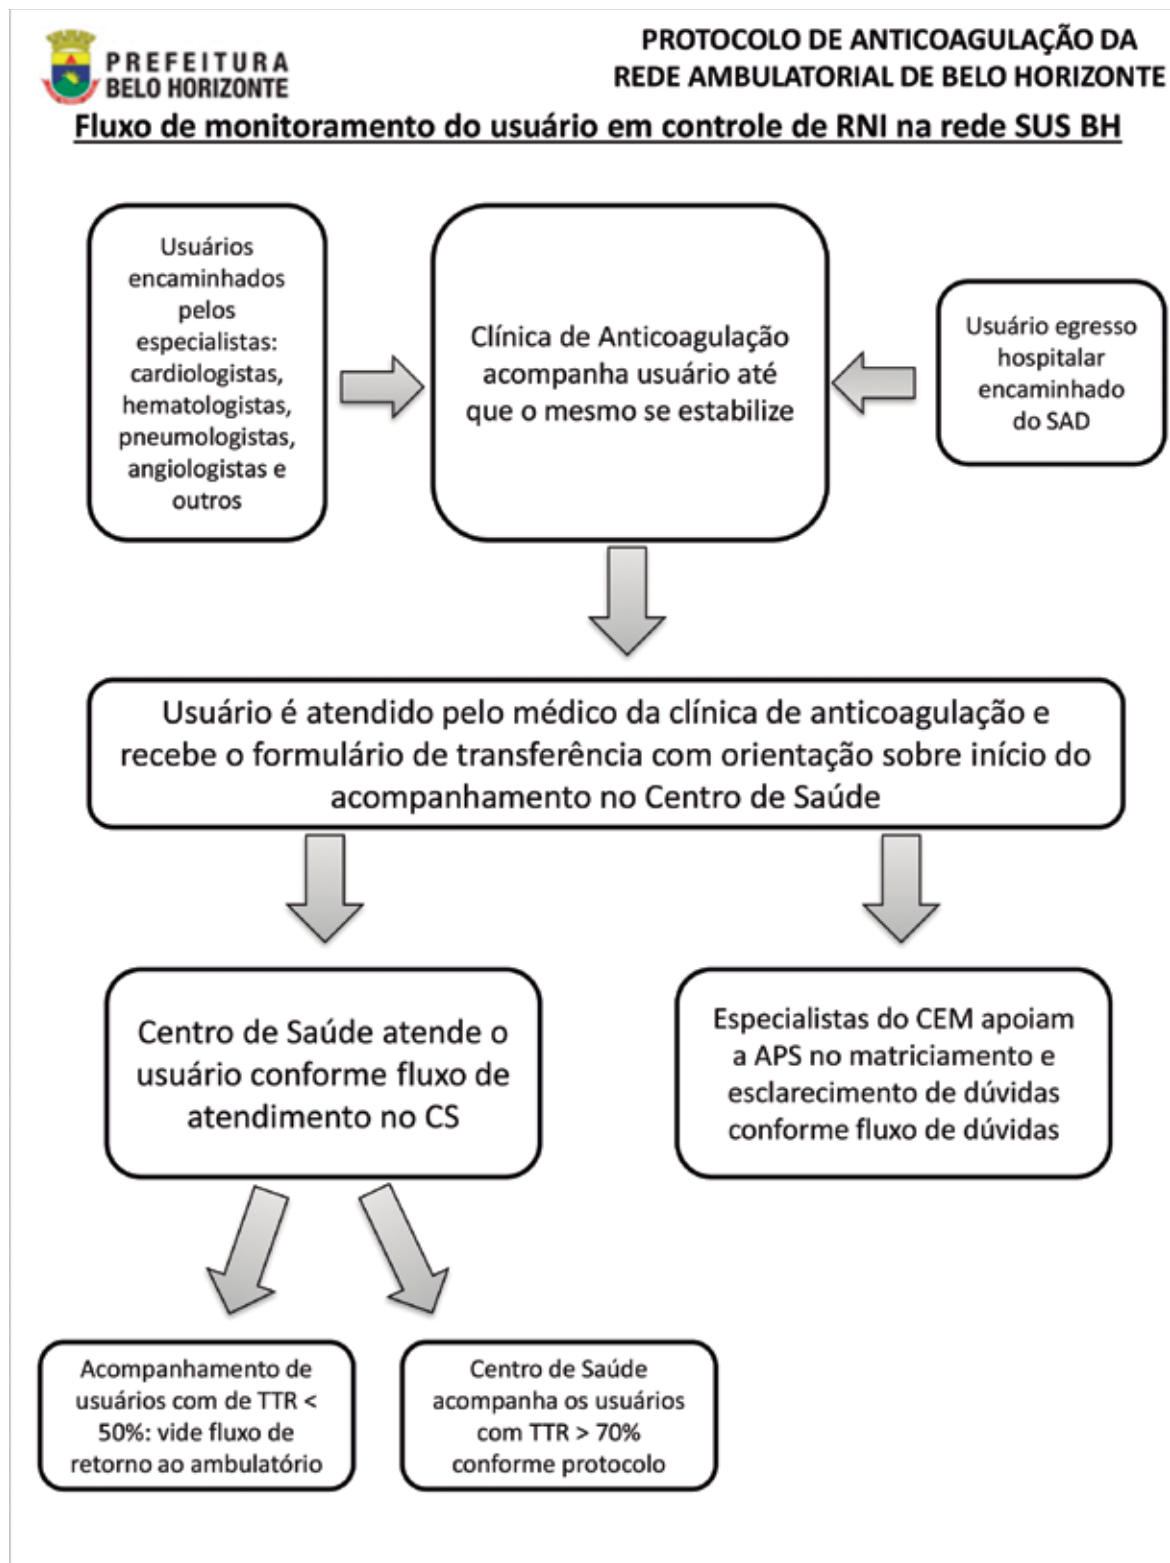 PREFEITURA
BELO HORIZONTE
PROTOCOLO DE ANTICOAGULAÇÃO DA
REDE AMBULATORIAL DE BELO HORIZONTE
Fluxo de monitoramento do usuário em controle de RNI na rede SUS BH
Usuários
encaminhados
pelos
especialistas:
cardiologistas,
hematologistas,
pneumologistas,
angiologistas e
outros
Clínica de Anticoagulação
acompanha usuário até
que o mesmo se estabilize
Usuário egresso
hospitalar
encaminhado
do SAD
Usuário é atendido pelo médico da clínica de anticoagulação e
recebe o formulário de transferência com orientação sobre início do
acompanhamento no Centro de Saúde
Centro de Saúde atende o
usuário conforme fluxo de
atendimento no CS
Especialistas do CEM apoiam
a APS no matriciamento e
esclarecimento de dúvidas
conforme fluxo de dúvidas
Acompanhamento de
usuários com de TTR <
50%: vide fluxo de
retorno ao ambulatório
Centro de Saúde
acompanha os usuários
com TTR > 70%
conforme protocolo